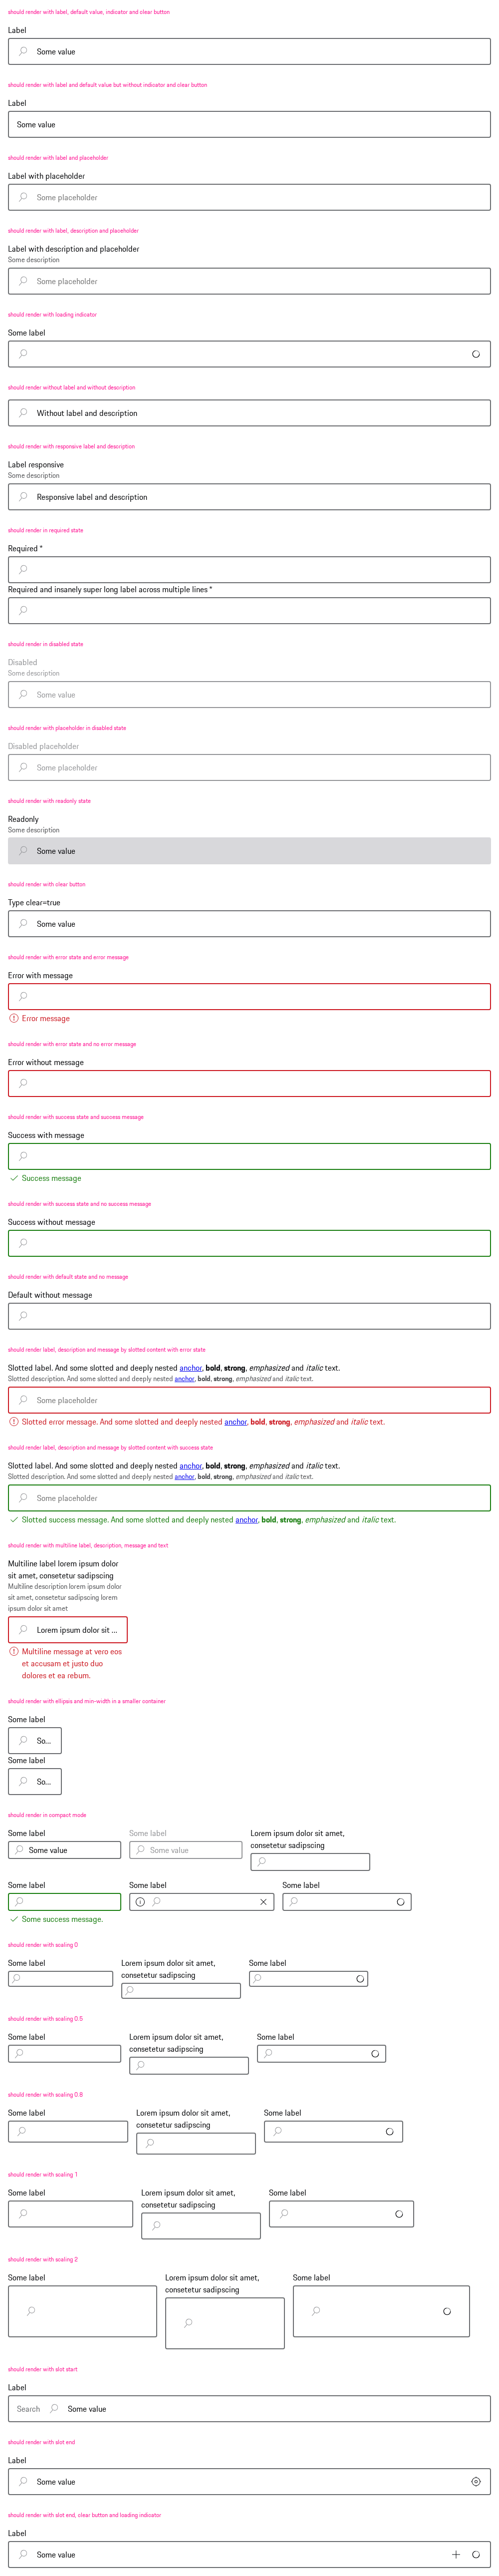 should render with label, default value, indicator and clear button
Label
Some value
should render with label and default value but without indicator and clear button
Label
Some value
should render with label and placeholder
Label with placeholder
Some placeholder
should render with label, description and placeholder
Label with description and placeholder
Some description
Some placeholder
should render with loading indicator
Some label
should render without label and without description
Without label and description
should render with responsive label and description
Label responsive
Some description
Responsive label and description
should render in required state
Required *
Required and insanely super long label across multiple lines *
should render in disabled state
Disabled
Some description
Some value
should render with placeholder in disabled state
Disabled placeholder
Some placeholder
should render with readonly state
Readonly
Some description
Some value
should render with clear button
Type clear=true
Some value
should render with error state and error message
Error with message
Error message
should render with error state and no error message
Error without message
should render with success state and success message
Success with message
Success message
should render with success state and no success message
Success without message
should render with default state and no message
Default without message
should render label, description and message by slotted content with error state
Slotted label. And some slotted and deeply nested anchor, bold, strong, emphasized and italic text.
Slotted description. And some slotted and deeply nested anchor, bold, strong, emphasized and italic text.
Some placeholder
Slotted error message. And some slotted and deeply nested anchor, bold, strong, emphasized and italic text.
should render label, description and message by slotted content with success state
Slotted label. And some slotted and deeply nested anchor, bold, strong, emphasized and italic text.
Slotted description. And some slotted and deeply nested anchor, bold, strong, emphasized and italic text.
Some placeholder
Slotted success message. And some slotted and deeply nested anchor, bold, strong, emphasized and italic text.
should render with multiline label, description, message and text
Multiline label lorem ipsum dolor
sit amet, consetetur sadipscing
Multiline description lorem ipsum dolor
sit amet, consetetur sadipscing lorem
ipsum dolor sit amet
Lorem ipsum dolor sit ...
Multiline message at vero eos
et accusam et justo duo
dolores et ea rebum.
should render with ellipsis and min-width in a smaller container
Some label
So...
Some label
So...
should render in compact mode
Some label
Some value
Some label
Some value
Lorem ipsum dolor sit amet,
consetetur sadipscing
Some label
Some success message.
Some label
Some label
should render with scaling 0
Some label
Lorem ipsum dolor sit amet,
consetetur sadipscing
Some label
should render with scaling 0.5
Some label
Lorem ipsum dolor sit amet,
consetetur sadipscing
Some label
should render with scaling 0.8
Some label
Lorem ipsum dolor sit amet,
consetetur sadipscing
Some label
should render with scaling 1
Some label
Lorem ipsum dolor sit amet,
consetetur sadipscing
Some label
should render with scaling 2
Some label
Lorem ipsum dolor sit amet,
consetetur sadipscing
Some label
should render with slot start
Label
Search
Some value
should render with slot end
Label
Some value
should render with slot end, clear button and loading indicator
Label
Some value